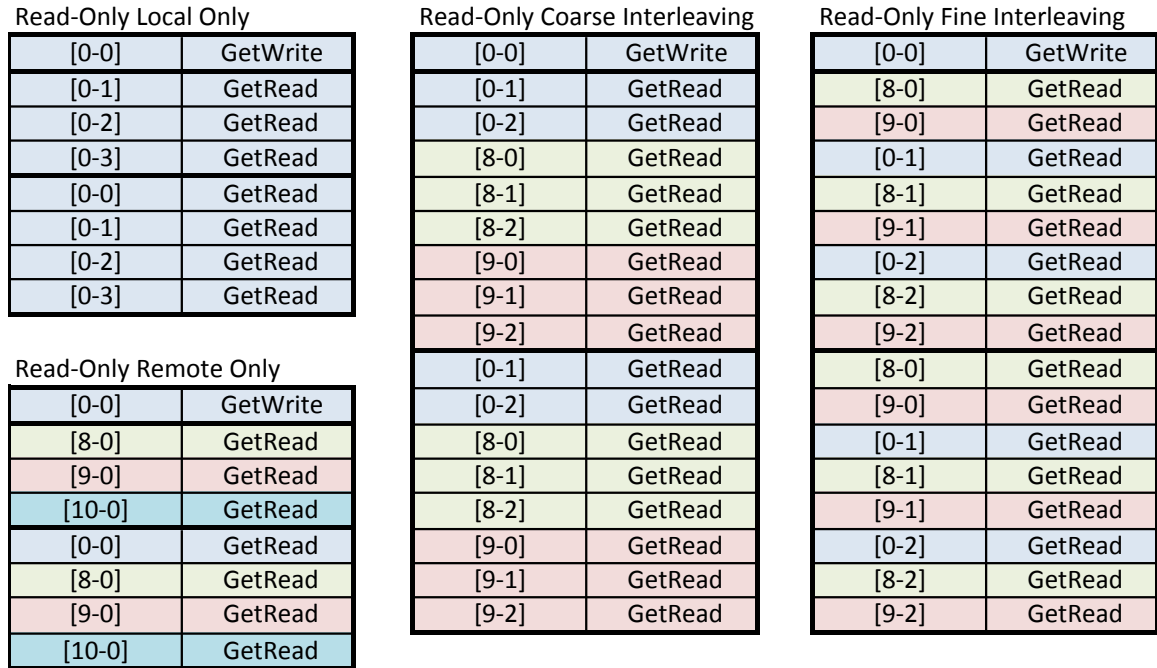 Read-Only Local Only
[0-0] GetWrite
[0-1] GetRead
[0-2] GetRead
[0-3] GetRead
[0-0] GetRead
[0-1] GetRead
[0-2] GetRead
[0-3] GetRead
Read-Only Remote Only
[0-0] GetWrite
[8-0] GetRead
[9-0] GetRead
[10-0] GetRead
[0-0] GetRead
[8-0] GetRead
[9-0] GetRead
[10-0] GetRead
Read-Only Coarse Interleaving
[0-0] GetWrite
[0-1] GetRead
[0-2] GetRead
[8-0] GetRead
[8-1] GetRead
[8-2] GetRead
[9-0] GetRead
[9-1] GetRead
[9-2] GetRead
[0-1] GetRead
[0-2] GetRead
[8-0] GetRead
[8-1] GetRead
[8-2] GetRead
[9-0] GetRead
[9-1] GetRead
[9-2] GetRead
Read-Only Fine Interleaving
[0-0] GetWrite
[8-0] GetRead
[9-0] GetRead
[0-1] GetRead
[8-1] GetRead
[9-1] GetRead
[0-2] GetRead
[8-2] GetRead
[9-2] GetRead
[8-0] GetRead
[9-0] GetRead
[0-1] GetRead
[8-1] GetRead
[9-1] GetRead
[0-2] GetRead
[8-2] GetRead
[9-2] GetRead